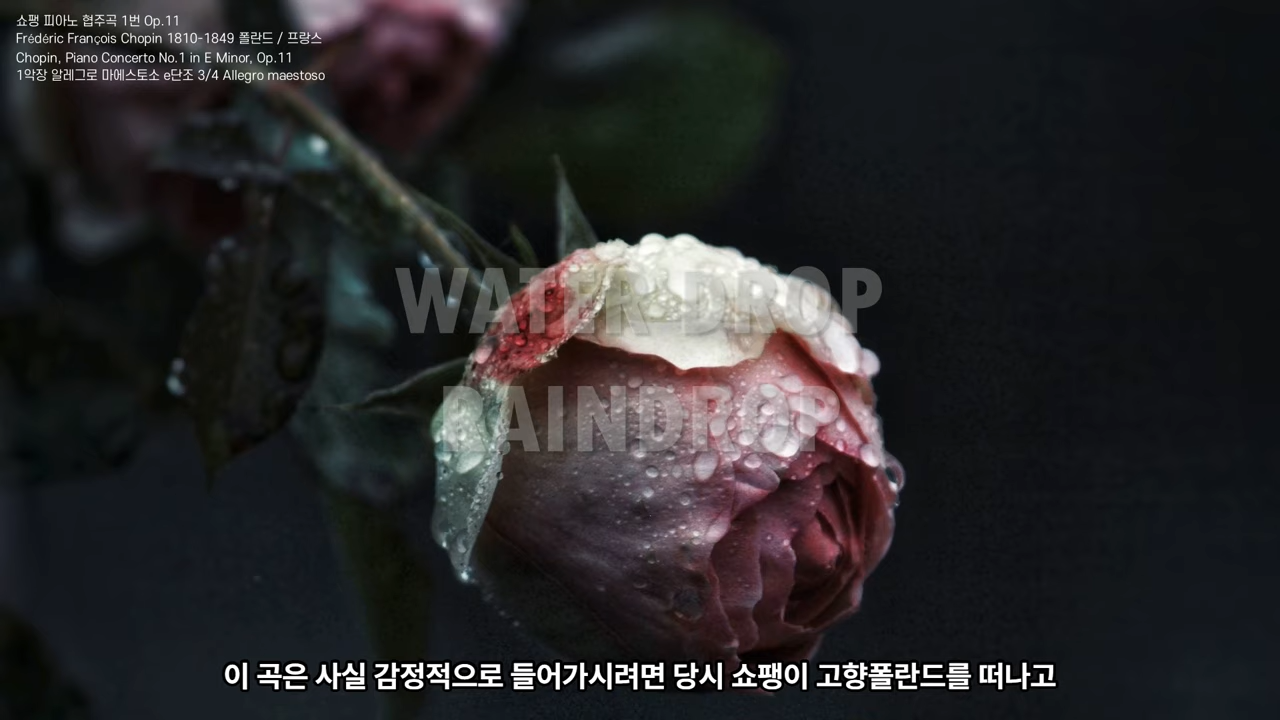 쇼팽 피아노 협주곡 1번 Op.11
Frédéric François Chopin 1810-1849 폴란드 / 프랑스
Chopin, Piano Concerto No.1 in E Minor, Op.11
1악장 알레그로 마에스토소 e단조 3/4 Allegro maestoso
WATER DROP
RAINDROP
이 곡은 사실 감정적으로 들어가시려면 당시 쇼팽이 고향폴란드를 떠나고